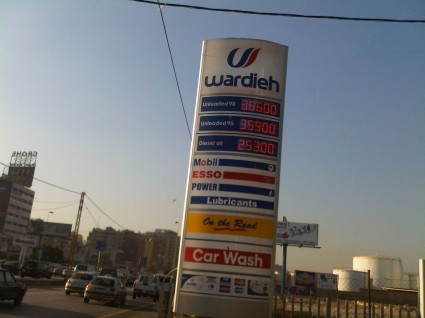 wardieh
Unleaded 98 36600
Unleaded 95 35900
Diesel oil 25300
Mobil
ESSO
POWER
Lubricants
On the Road
Car Wash